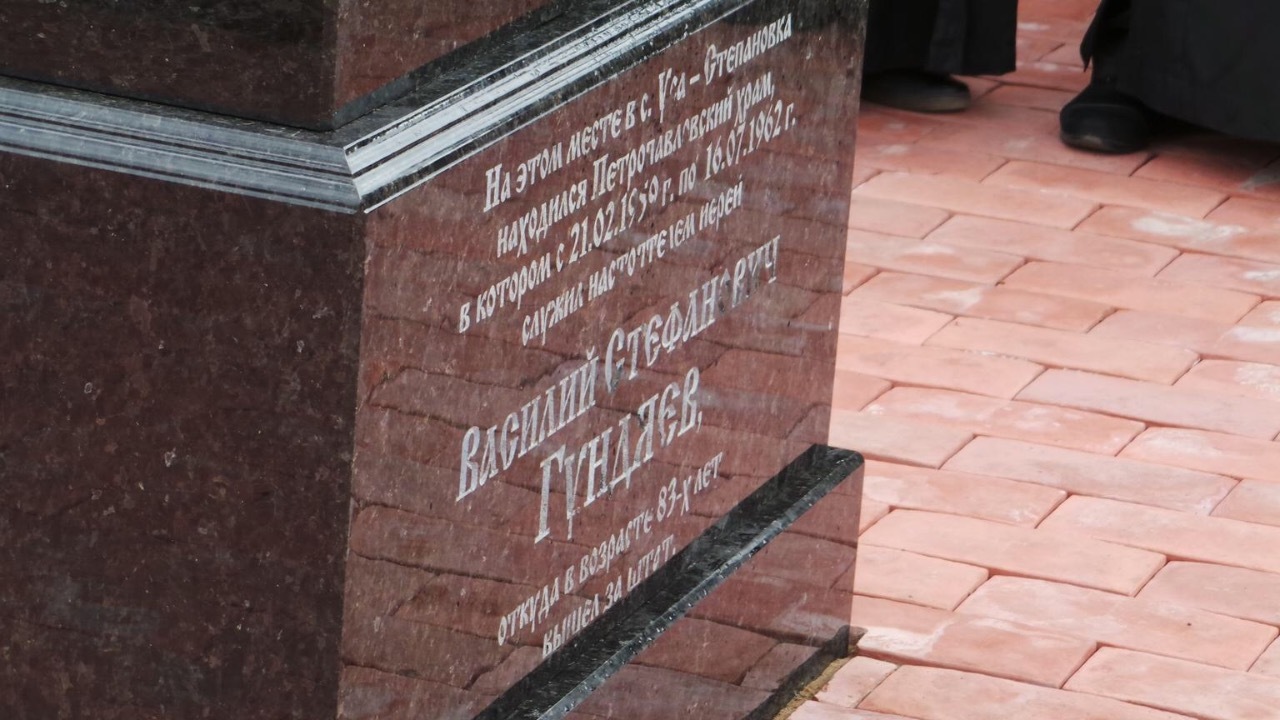 На этом месте в с. Уса – Степановка
находился Петропавловский храм,
в котором с 21.02.1959 г. по 16.07.1962 г.
служил настоятелем иерей
Василий Стефанович
Гундяев,
откуда в возрасте 83-х лет
вышел за штат.